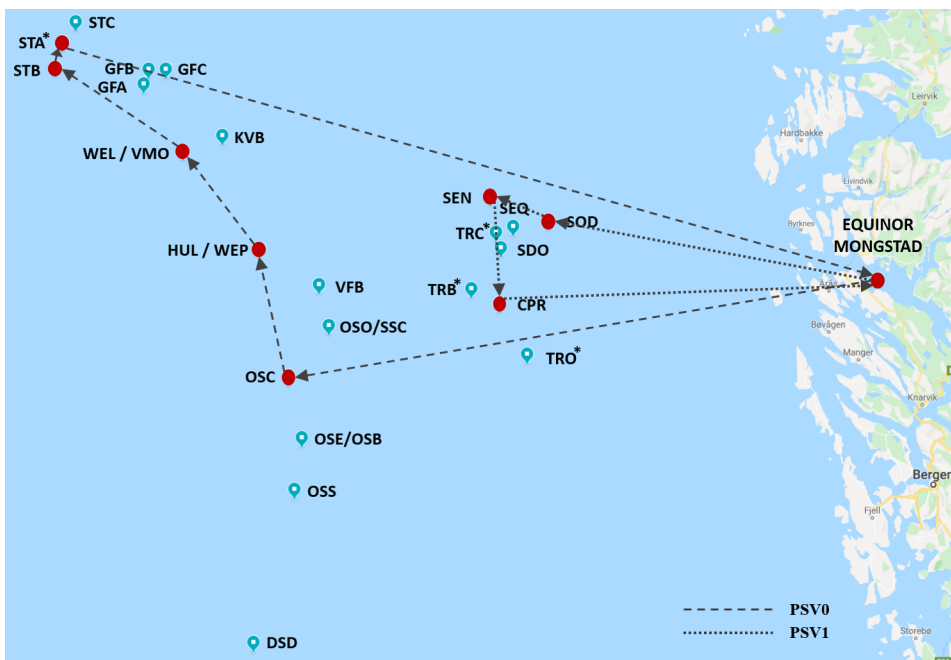 STC
STA*
STB
GFB
GFC
GFA
Leirvik
Hardbakke
KVB
WEL / VMO
Eivindvik
SEN
SEQ
SOD
Byrknes
EQUINOR
MONGSTAD
TRC*
SDO
HUL / WEP
VFB
TRB*
CPR
Årås
OSO/SSC
Bøvågen
TRO*
Manger
OSC
Knarvik
OSE/OSB
Bergen
OSS
Fjell
PSV0
PSV1
Storebø
DSD